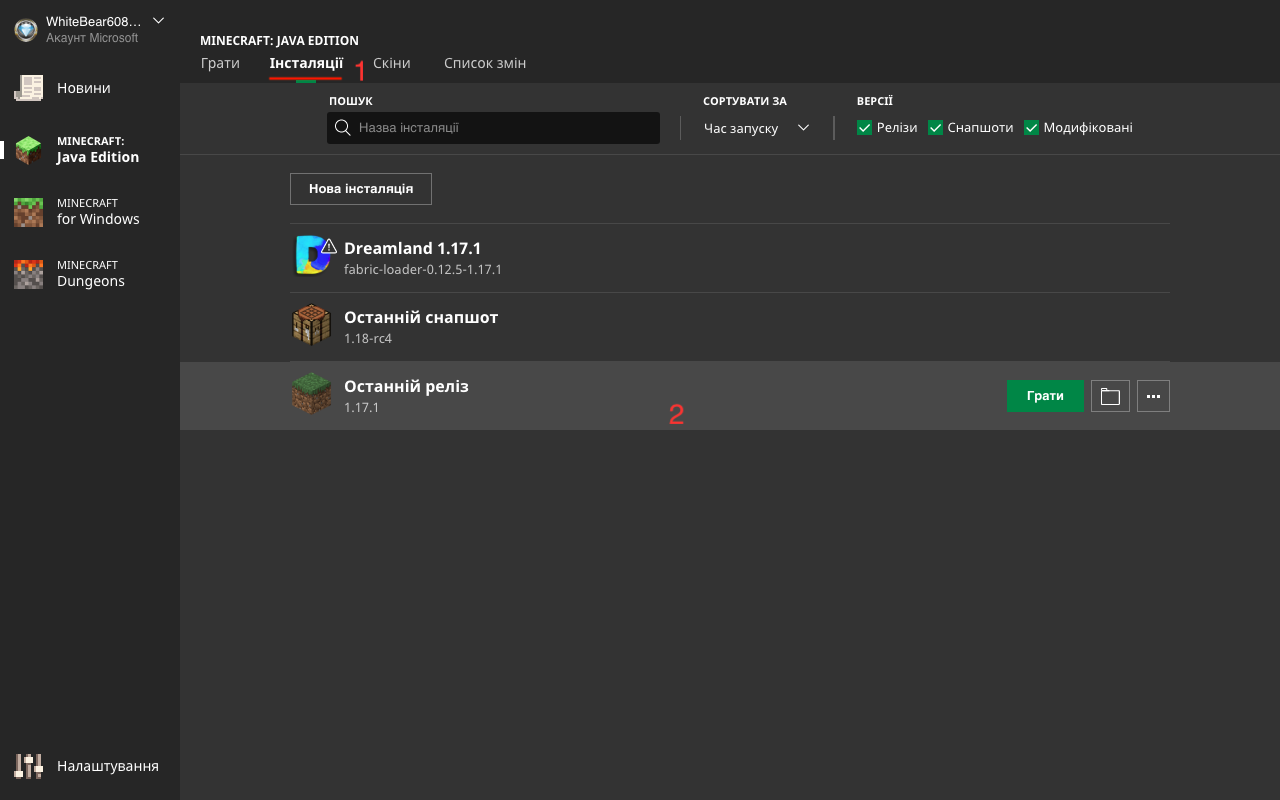 WhiteBear608...
Акаунт Microsoft
Новини
MINECRAFT:
Java Edition
MINECRAFT
for Windows
MINECRAFT
Dungeons
Налаштування
MINECRAFT: JAVA EDITION
Грати Інсталяції 1 Скіни Список змін
ПОШУК СОРТУВАТИ ЗА ВЕРСІЇ
Назва інсталяції Час запуску Релізи Снапшоти Модифіковані
Нова інсталяція
Dreamland 1.17.1
fabric-loader-0.12.5-1.17.1
Останній снапшот
1.18-rc4
Останній реліз
1.17.1
2
Грати